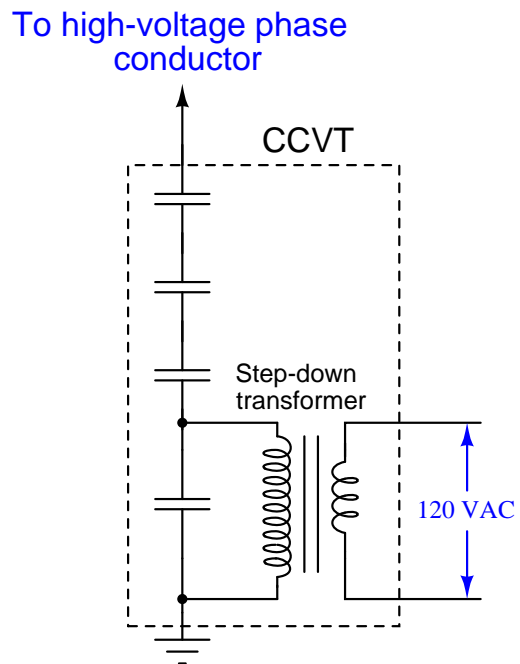 To high-voltage phase
conductor
CCVT
Step-down
transformer
120 VAC